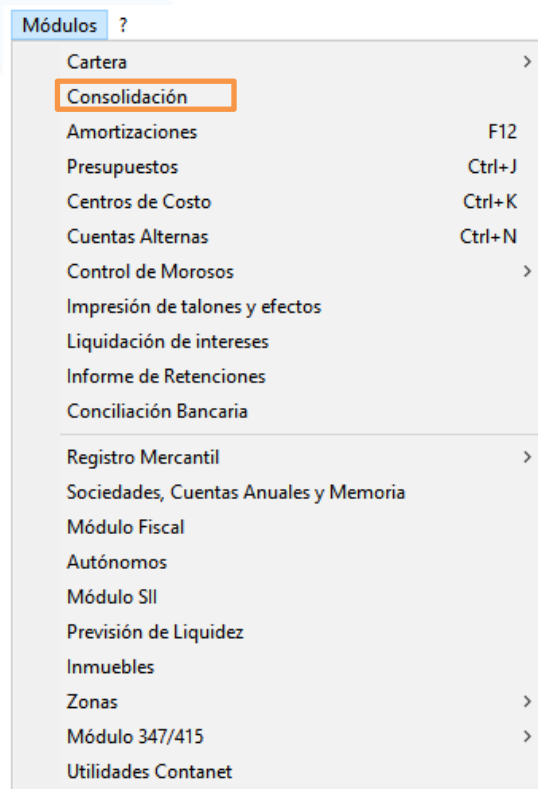 Módulos ?
Cartera >
Consolidación
Amortizaciones F12
Presupuestos Ctrl+J
Centros de Costo Ctrl+K
Cuentas Alternas Ctrl+N
Control de Morosos >
Impresión de talones y efectos
Liquidación de intereses
Informe de Retenciones
Conciliación Bancaria
Registro Mercantil >
Sociedades, Cuentas Anuales y Memoria
Módulo Fiscal
Autónomos
Módulo SII
Previsión de Liquidez
Inmuebles
Zonas >
Módulo 347/415 >
Utilidades Contanet